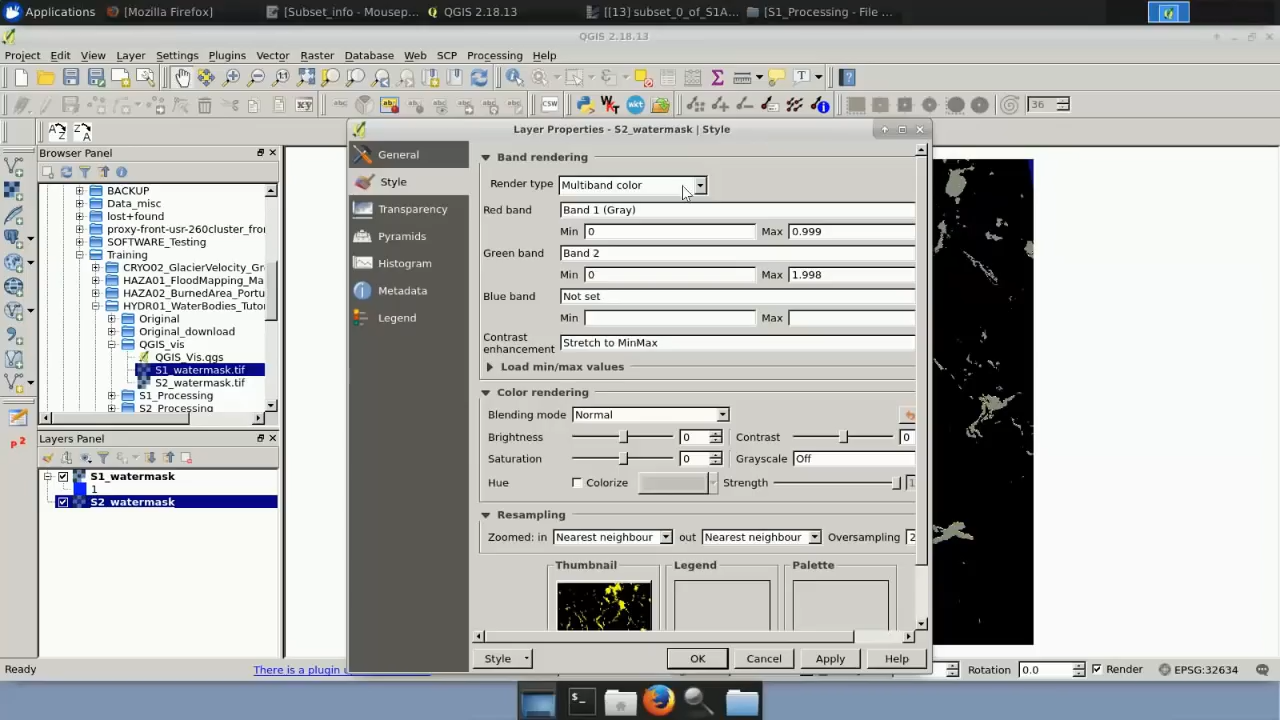 Applications
[Mozilla Firefox]
[Subset_info - Mousep...
QGIS 2.18.13
[[13] subset_0_of_S1A...
[S1_Processing - File ...
QGIS 2.18.13
Project Edit View Layer Settings Plugins Vector Raster Database Web SCP Processing Help
36
Browser Panel
BACKUP
Data_misc
lost+found
proxy-front-usr-260cluster_fro
SOFTWARE_Testing
Training
CRYO02_GlacierVelocity_Gr
HAZA01_FloodMapping_Ma
HAZA02_BurnedArea_Portu
HYDR01_WaterBodies_Tutor
Original
Original_download
QGIS_vis
QGIS_Vis.qgs
S1_watermask.tif
S2_watermask.tif
S1_Processing
S2_Processing
Layers Panel
S1_watermask
1
S2_watermask
Layer Properties - S2_watermask | Style
General
Style
Transparency
Pyramids
Histogram
Metadata
Legend
Band rendering
Render type Multiband color
Red band Band 1 (Gray)
Min 0 Max 0.999
Green band Band 2
Min 0 Max 1.998
Blue band Not set
Min Max
Contrast enhancement Stretch to MinMax
Load min/max values
Color rendering
Blending mode Normal
Brightness 0 Contrast 0
Saturation 0 Grayscale Off
Hue Colorize Strength
Resampling
Zoomed: in Nearest neighbour out Nearest neighbour Oversampling 2
Thumbnail Legend Palette
Style OK Cancel Apply Help
Ready
There is a plugin
Rotation 0.0 Render EPSG:32634